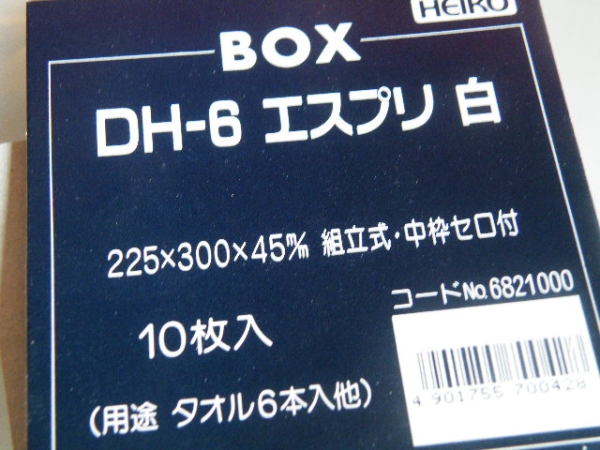 HEIKO
BOX
DH-6 エスプリ 白
225×300×45m/m 組立式・中枠セロ付
コードNo.6821000
10枚入
(用途 タオル6本入他)
4 901755 700428